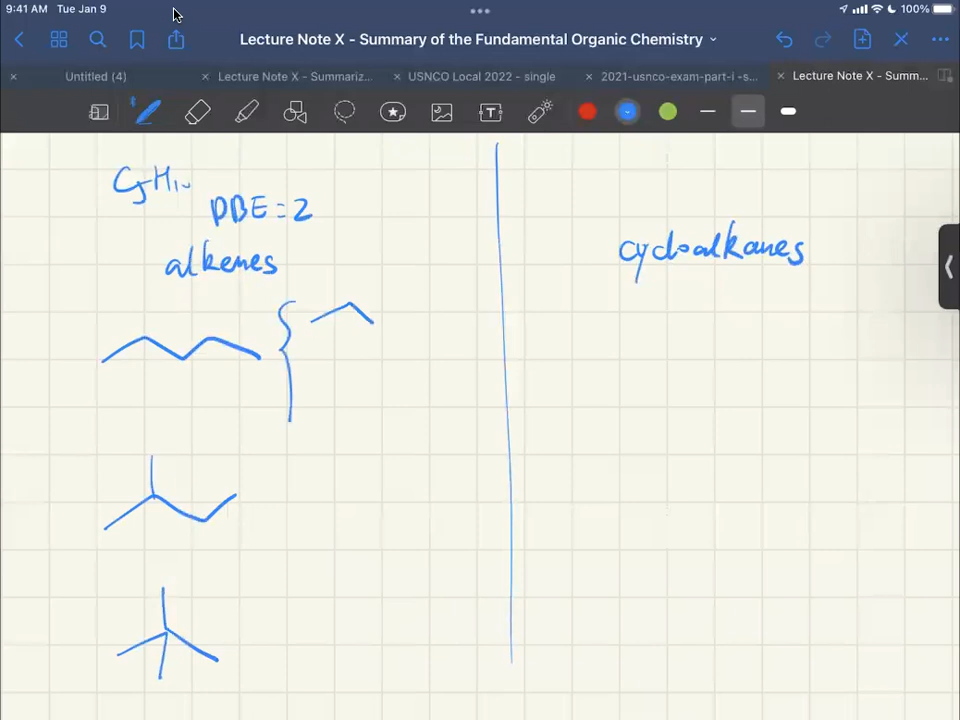 9:41 AM Tue Jan 9
100%
Lecture Note X - Summary of the Fundamental Organic Chemistry
Untitled (4)
Lecture Note X - Summariz...
USNCO Local 2022 - single
2021-usnco-exam-part-i -s...
Lecture Note X - Summ...
T
C5H10
DBE = 2
alkenes
cycloalkanes